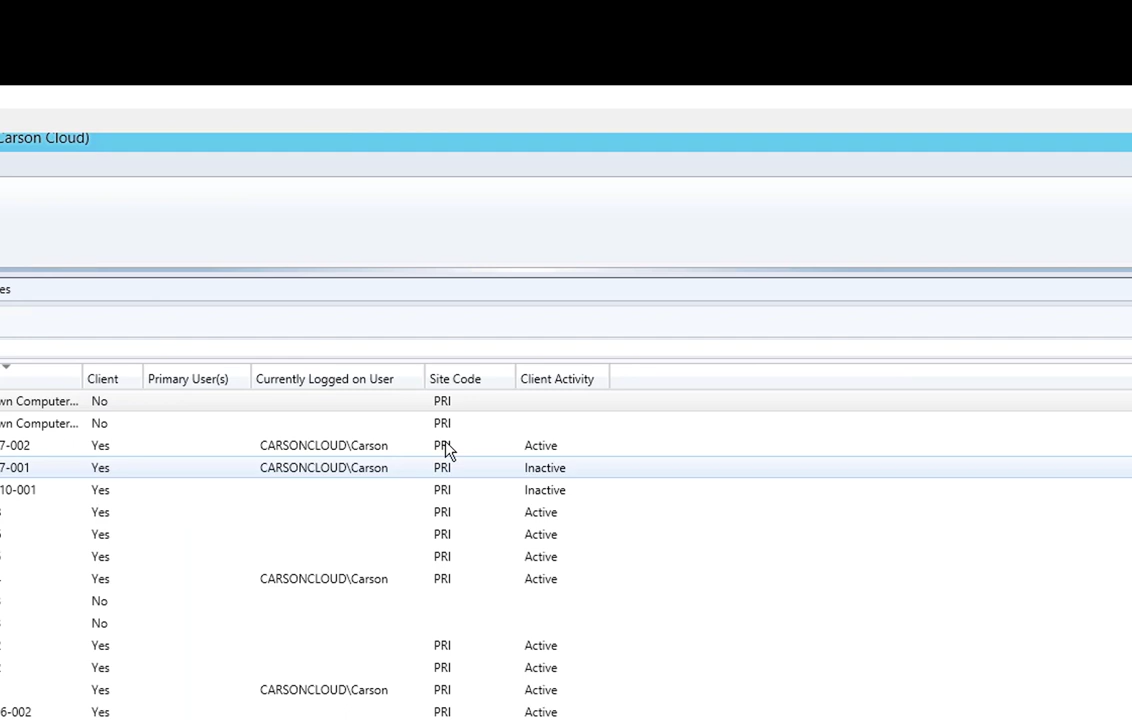 Carson Cloud)
es
Client Primary User(s) Currently Logged on User Site Code Client Activity
wn Computer... No PRI
wn Computer... No PRI
7-002 Yes CARSONCLOUD\Carson PRI Active
7-001 Yes CARSONCLOUD\Carson PRI Inactive
10-001 Yes PRI Inactive
Yes PRI Active
Yes PRI Active
Yes PRI Active
Yes CARSONCLOUD\Carson PRI Active
No
No
Yes PRI Active
Yes PRI Active
Yes CARSONCLOUD\Carson PRI Active
6-002 Yes PRI Active